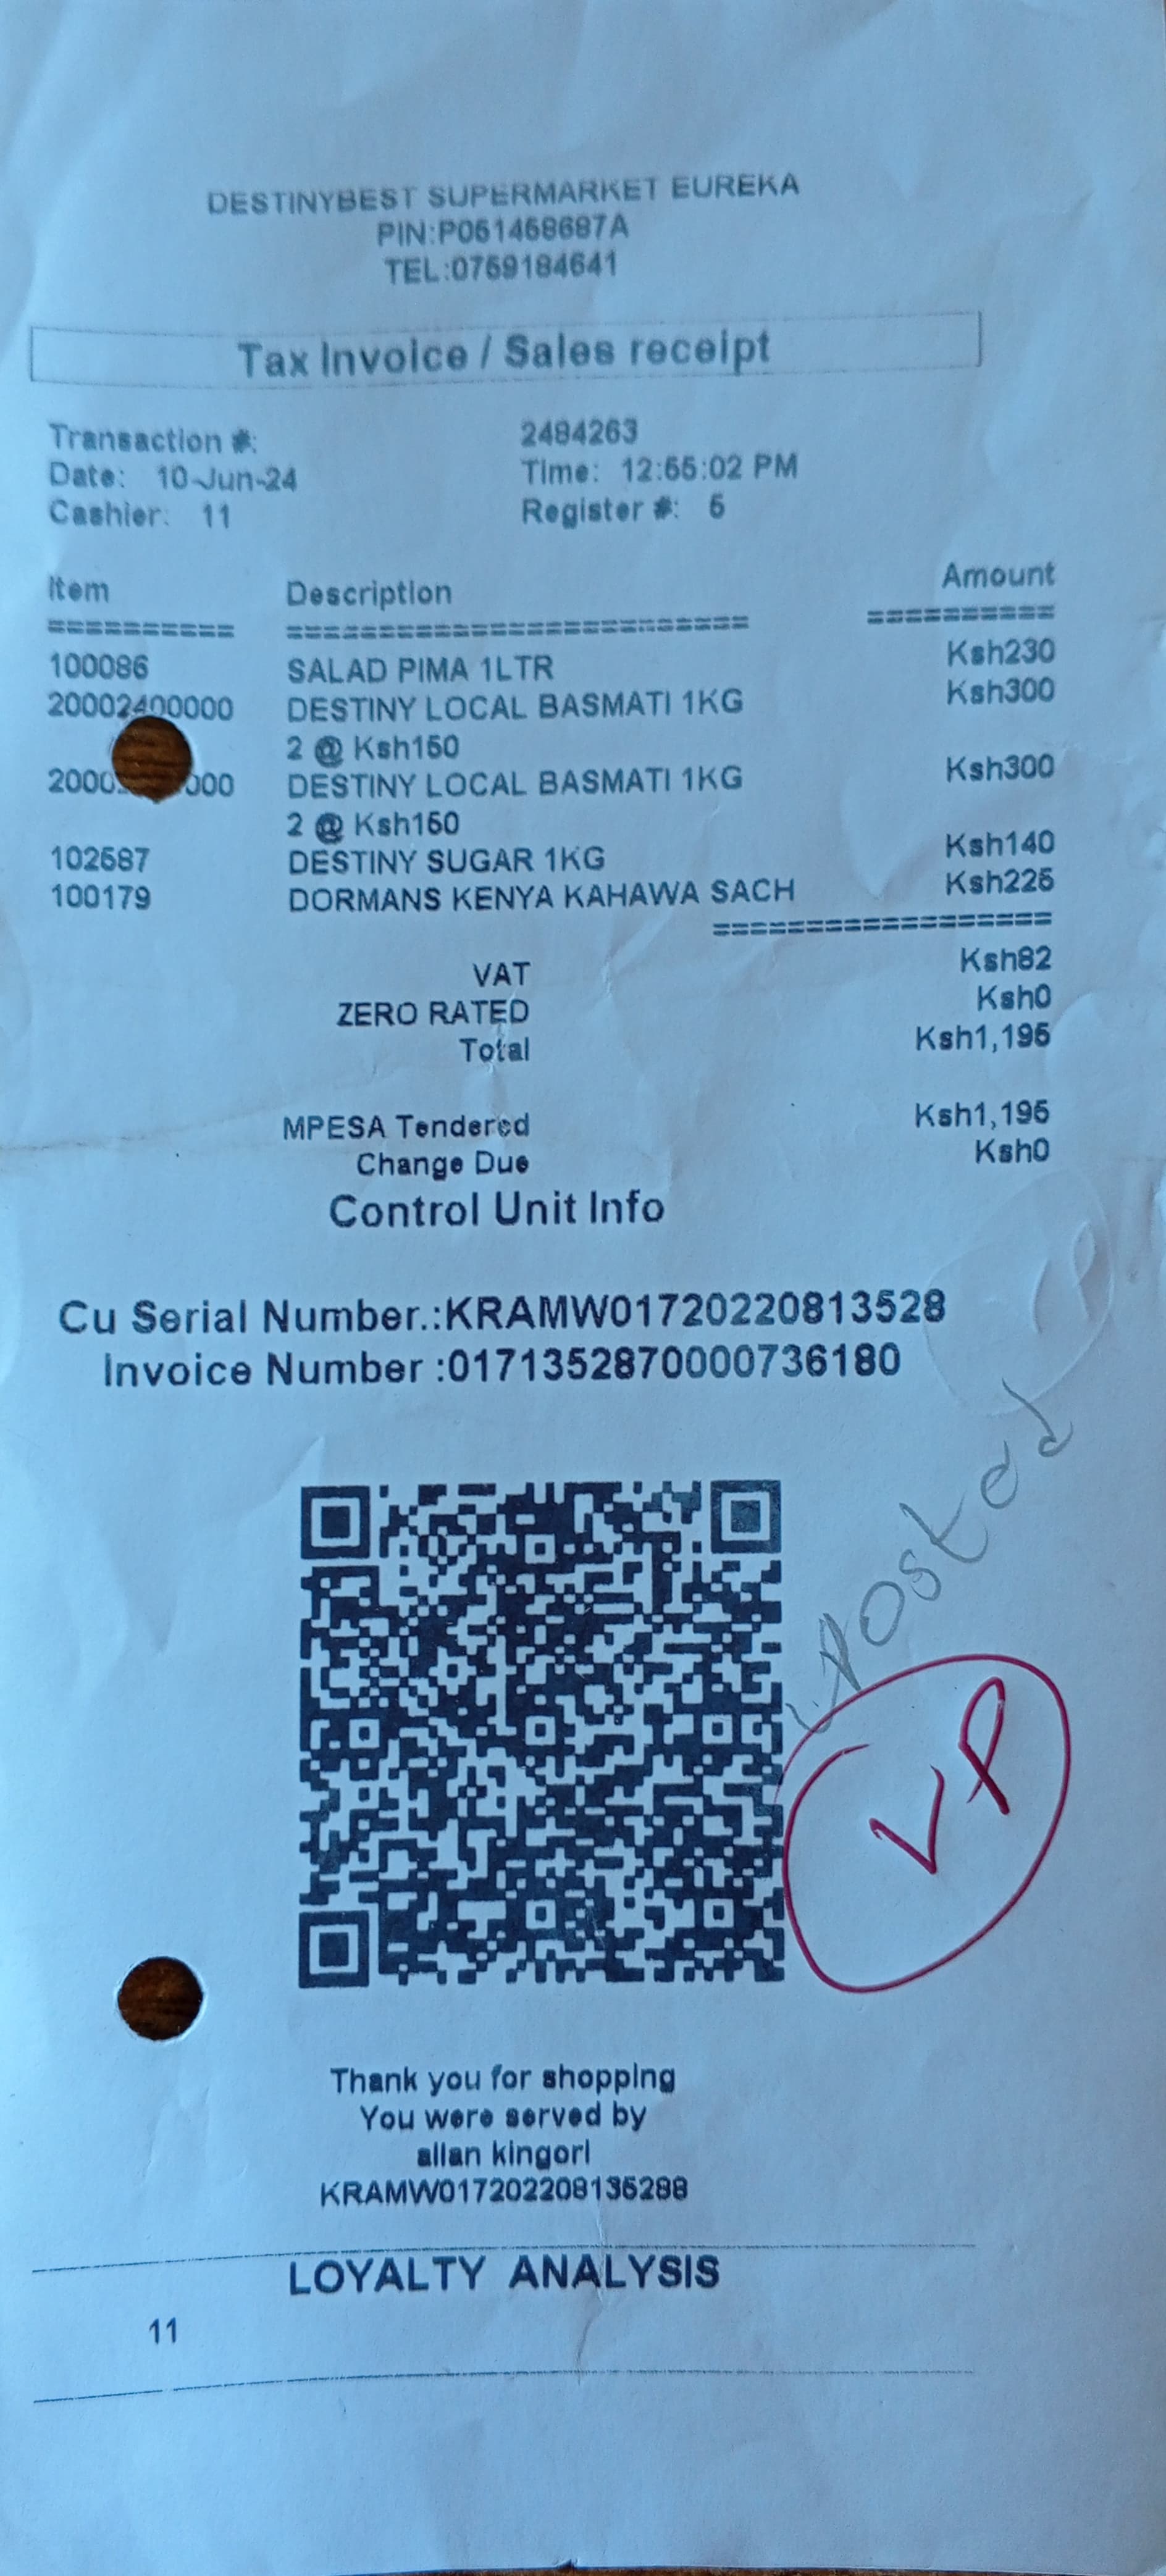 DESTINYBEST SUPERMARKET EUREKA
PIN:P051458687A
TEL:0759184641
Tax Invoice / Sales receipt
Transaction #: 2484263
Date: 10-Jun-24 Time: 12:55:02 PM
Cashier: 11 Register #: 5
Item Description Amount
========== ========================= ==========
100086 SALAD PIMA 1LTR Ksh230
20002400000 DESTINY LOCAL BASMATI 1KG Ksh300
2 @ Ksh150
DESTINY LOCAL BASMATI 1KG Ksh300
2 @ Ksh150
102587 DESTINY SUGAR 1KG Ksh140
100179 DORMANS KENYA KAHAWA SACH Ksh225
==================
VAT Ksh82
ZERO RATED Ksh0
Total Ksh1,195
MPESA Tendered Ksh1,195
Change Due Ksh0
Control Unit Info
Cu Serial Number.:KRAMW01720220813528
Invoice Number :0171352870000736180
Posted
VP
Thank you for shopping
You were served by
allan kingori
KRAMW017202208135288
LOYALTY ANALYSIS
11